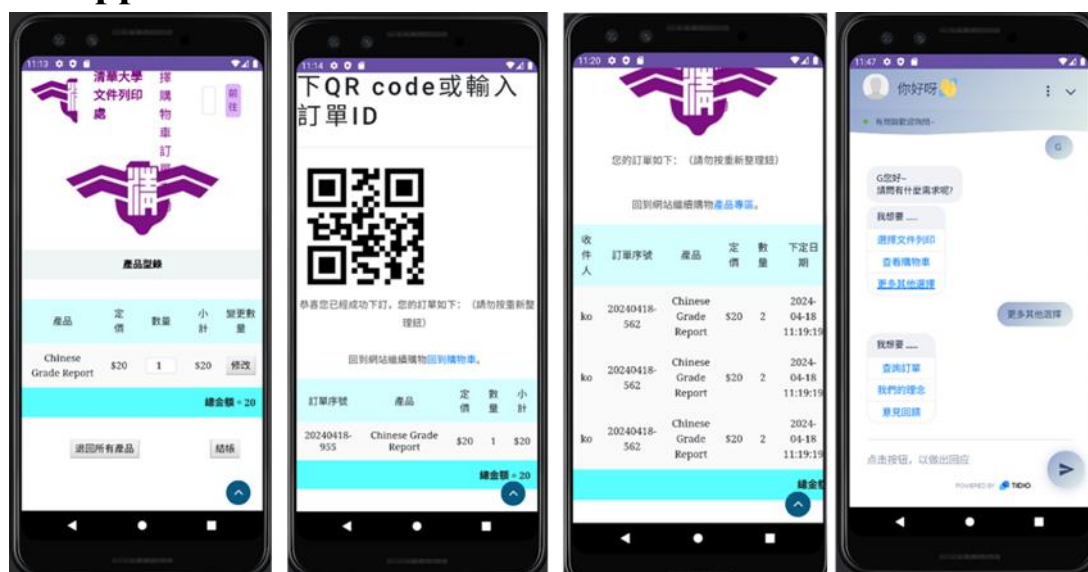 11:13
清華大學
文件列印
處
擇
購
物
車
訂
前
往
產品型錄
產品 定價 數量 小計 變更數量
Chinese Grade Report $20 1 $20 修改
總金額 = 20
退回所有產品 結帳
11:14
下QR code或輸入
訂單ID
恭喜您已經成功下訂，您的訂單如下：（請勿按重新整
理鈕）
回到網站繼續購物回到購物車。
訂單序號 產品 定價 數量 小計
20240418-955 Chinese Grade Report $20 1 $20
總金額 = 20
11:20
您的訂單如下：（請勿按重新整理鈕）
回到網站繼續購物產品專區。
收件人 訂單序號 產品 定價 數量 下定日期
ko 20240418-562 Chinese Grade Report $20 2 2024-04-18 11:19:19
ko 20240418-562 Chinese Grade Report $20 2 2024-04-18 11:19:19
ko 20240418-562 Chinese Grade Report $20 2 2024-04-18 11:19:19
總金額
11:47
你好呀
G
G您好~
請問有什麼需求呢?
我想要 ......
選擇文件列印
查看購物車
更多其他選擇
更多其他選擇
我想要 ......
查詢訂單
我們的理念
意見回饋
点击按钮，以做出回应
POWERED BY TIDIO